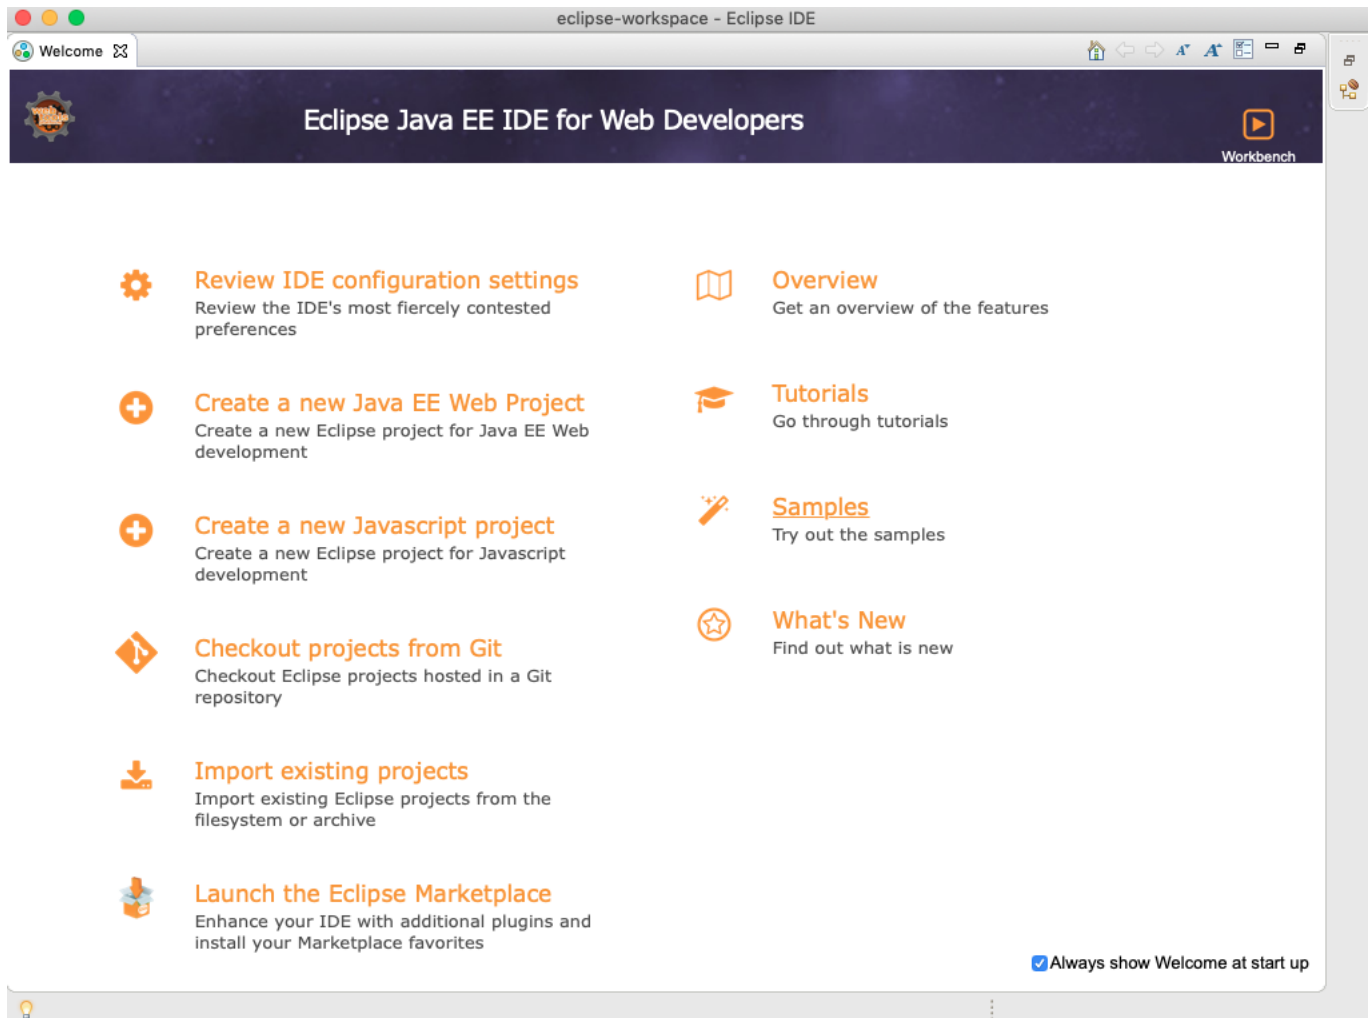 eclipse-workspace - Eclipse IDE
Welcome
Eclipse Java EE IDE for Web Developers
Workbench
Review IDE configuration settings
Review the IDE's most fiercely contested
preferences
Create a new Java EE Web Project
Create a new Eclipse project for Java EE Web
development
Create a new Javascript project
Create a new Eclipse project for Javascript
development
Checkout projects from Git
Checkout Eclipse projects hosted in a Git
repository
Import existing projects
Import existing Eclipse projects from the
filesystem or archive
Launch the Eclipse Marketplace
Enhance your IDE with additional plugins and
install your Marketplace favorites
Overview
Get an overview of the features
Tutorials
Go through tutorials
Samples
Try out the samples
What's New
Find out what is new
Always show Welcome at start up